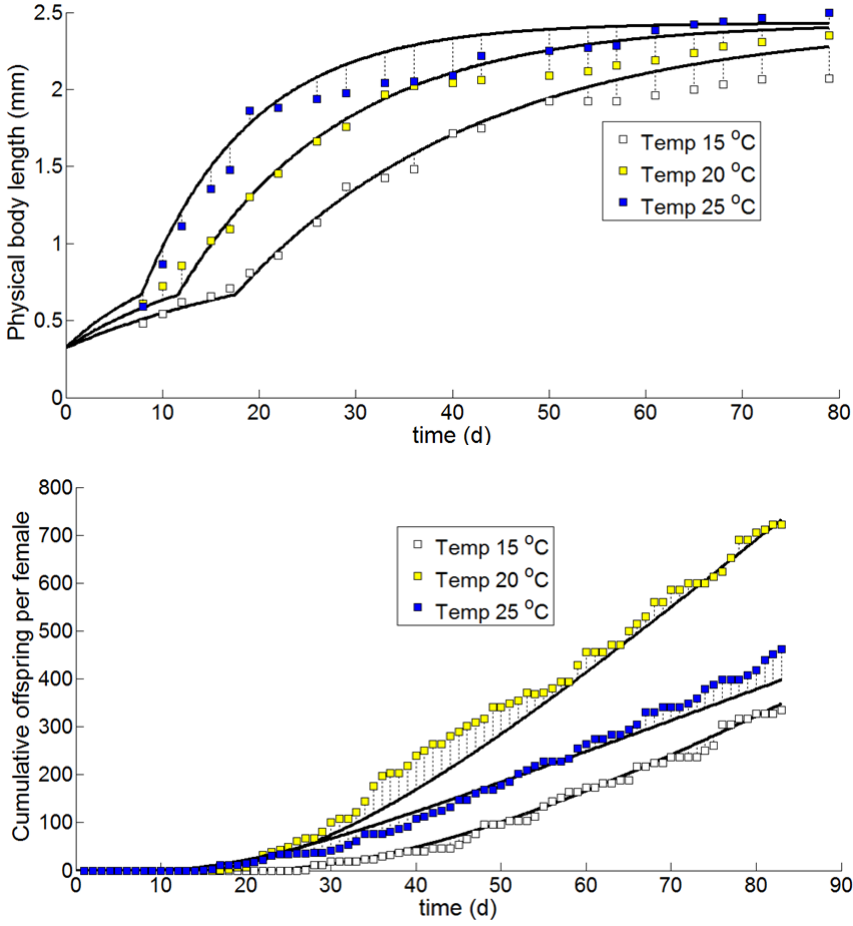 2.5
2
1.5
1
0.5
0
Physical body length (mm)
Temp 15 °C
Temp 20 °C
Temp 25 °C
0 10 20 30 40 50 60 70 80
time (d)
800
700
600
500
400
300
200
100
0
Cumulative offspring per female
Temp 15 °C
Temp 20 °C
Temp 25 °C
0 10 20 30 40 50 60 70 80 90
time (d)